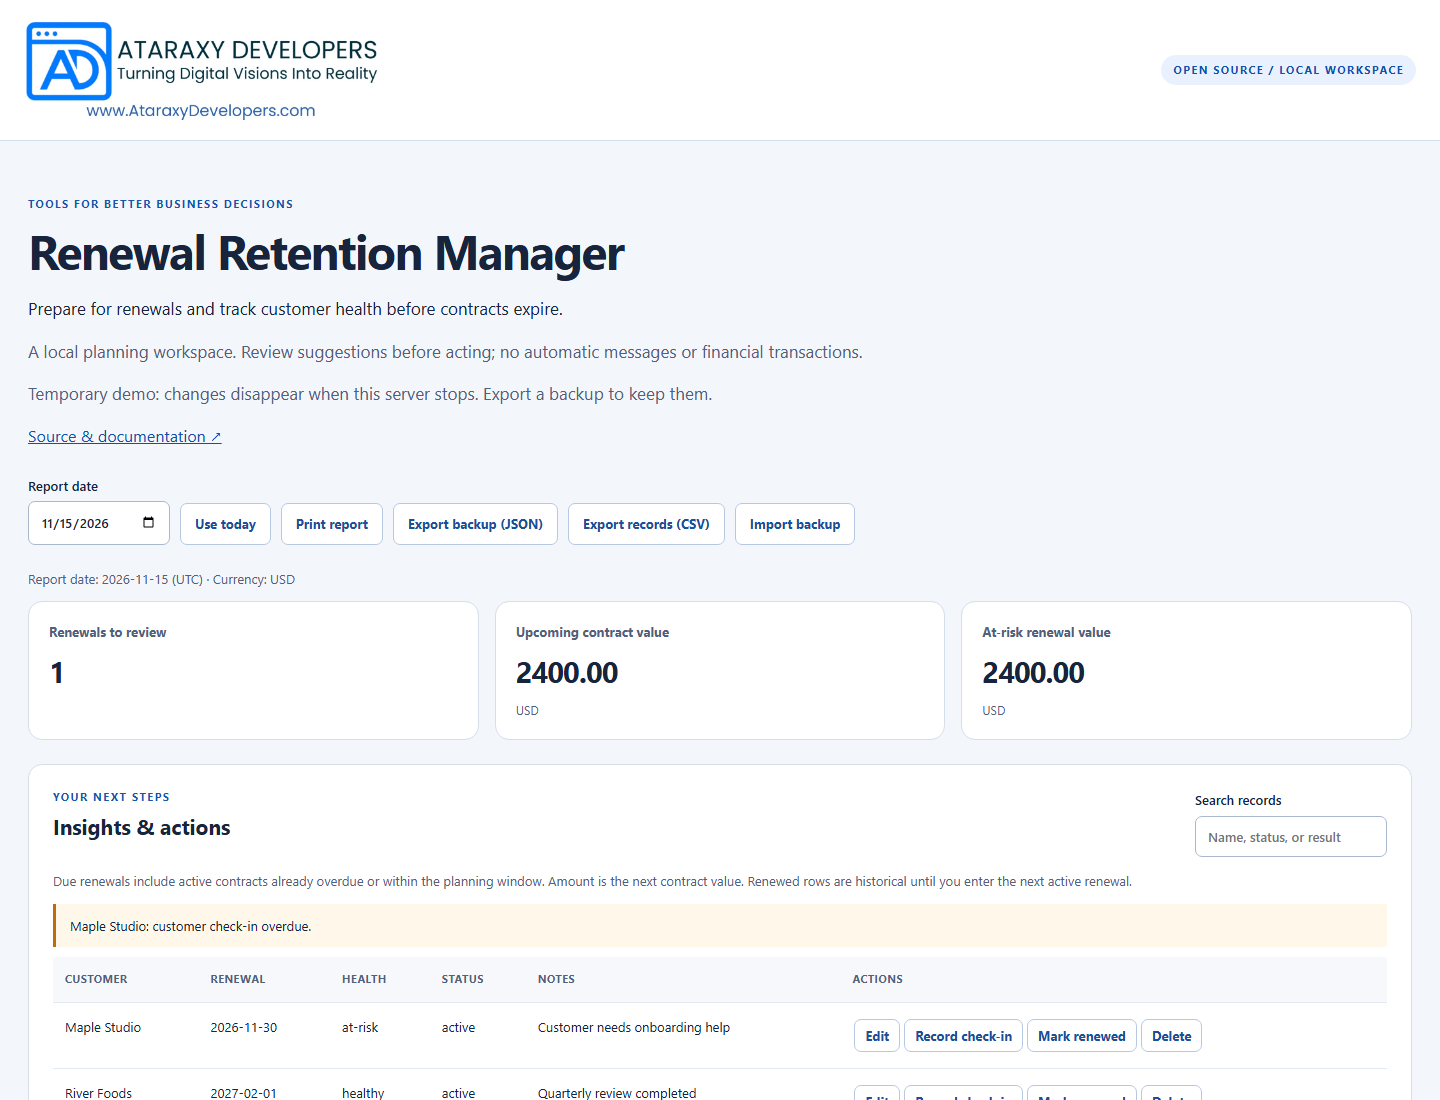 AD
ATARAXY DEVELOPERS
Turning Digital Visions Into Reality
www.AtaraxyDevelopers.com
OPEN SOURCE / LOCAL WORKSPACE
TOOLS FOR BETTER BUSINESS DECISIONS
Renewal Retention Manager
Prepare for renewals and track customer health before contracts expire.
A local planning workspace. Review suggestions before acting; no automatic messages or financial transactions.
Temporary demo: changes disappear when this server stops. Export a backup to keep them.
Source & documentation ↗
Report date
11/15/2026 Use today Print report Export backup (JSON) Export records (CSV) Import backup
Report date: 2026-11-15 (UTC) · Currency: USD
Renewals to review
1
Upcoming contract value
2400.00
USD
At-risk renewal value
2400.00
USD
YOUR NEXT STEPS
Insights & actions
Search records
Name, status, or result
Due renewals include active contracts already overdue or within the planning window. Amount is the next contract value. Renewed rows are historical until you enter the next active renewal.
Maple Studio: customer check-in overdue.
CUSTOMER RENEWAL HEALTH STATUS NOTES ACTIONS
Maple Studio 2026-11-30 at-risk active Customer needs onboarding help Edit Record check-in Mark renewed Delete
River Foods 2027-02-01 healthy active Quarterly review completed Edit Record check-in Mark renewed Delete